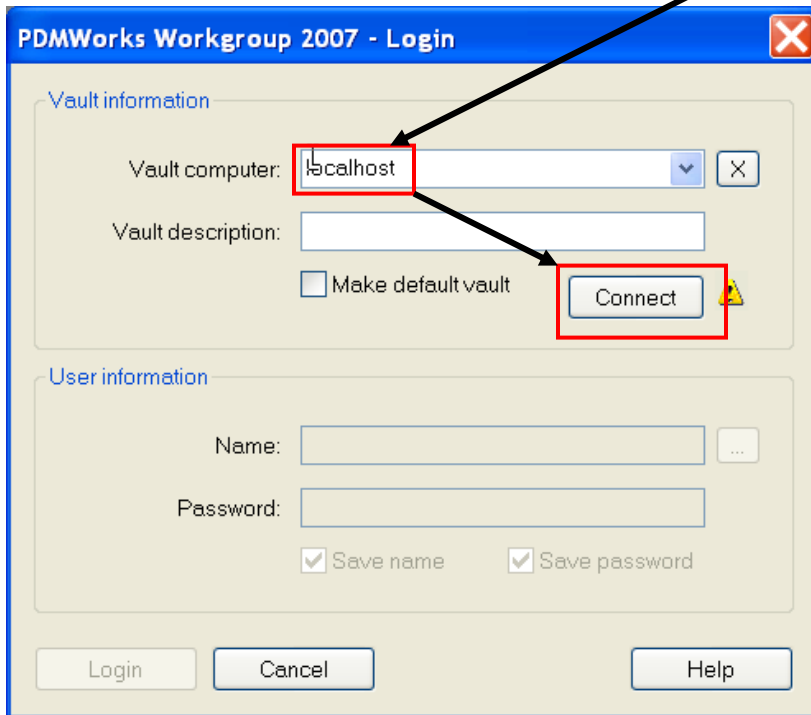 PDMWorks Workgroup 2007 - Login
Vault information
Vault computer: localhost X
Vault description:
Make default vault Connect
User information
Name: ...
Password:
Save name Save password
Login Cancel Help